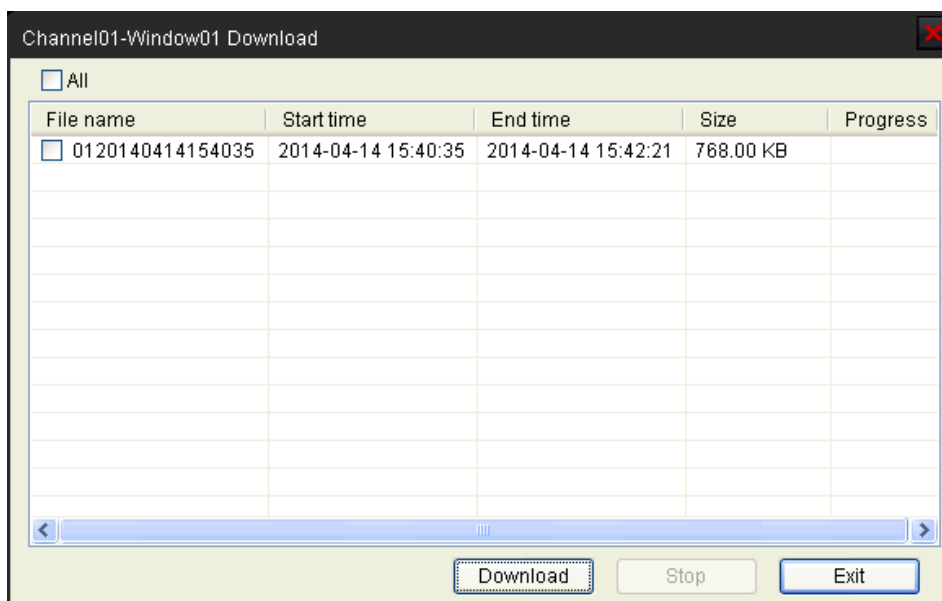 Channel01-Window01 Download
All
File name Start time End time Size Progress
0120140414154035 2014-04-14 15:40:35 2014-04-14 15:42:21 768.00 KB
Download Stop Exit